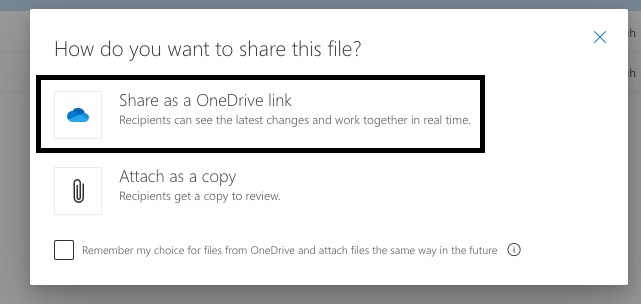 How do you want to share this file?
Share as a OneDrive link
Recipients can see the latest changes and work together in real time.
Attach as a copy
Recipients get a copy to review.
Remember my choice for files from OneDrive and attach files the same way in the future